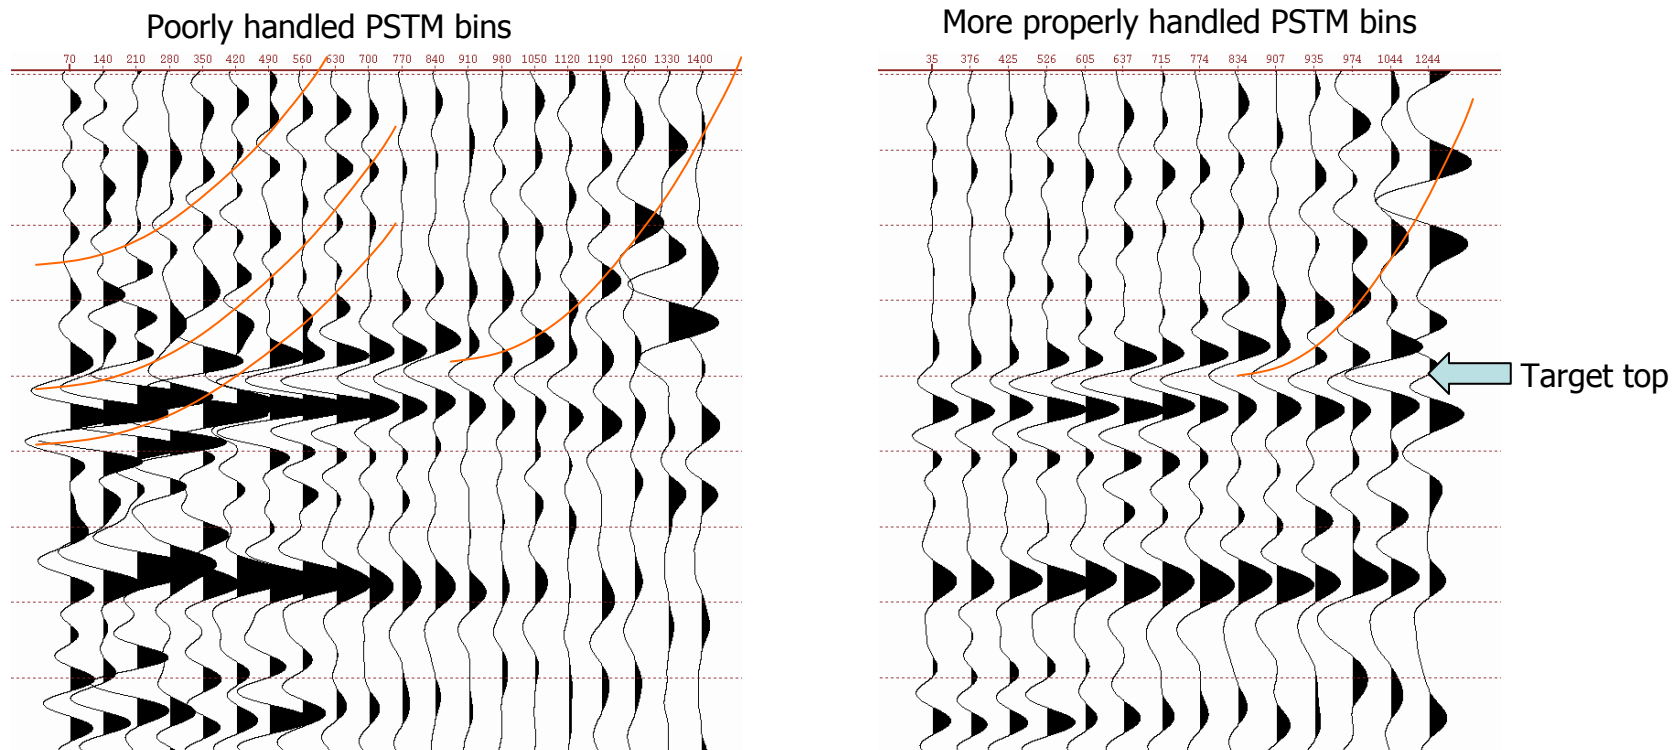 Poorly handled PSTM bins
More properly handled PSTM bins
70 140 210 280 350 420 490 560 630 700 770 840 910 980 1050 1120 1190 1260 1330 1400
35 376 425 526 605 637 715 774 834 907 935 974 1044 1244
Target top